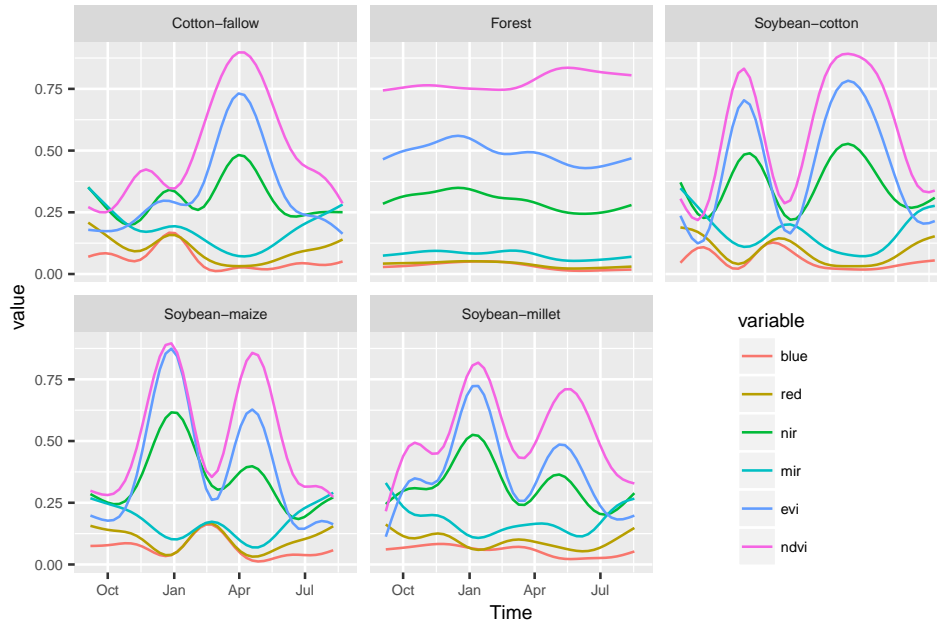 Cotton−fallow
Forest
Soybean−cotton
0.75
0.50
0.25
0.00
value
Soybean−maize
Soybean−millet
0.75
0.50
0.25
0.00
Oct
Jan
Apr
Jul
Oct
Jan
Apr
Jul
Time
variable
blue
red
nir
mir
evi
ndvi